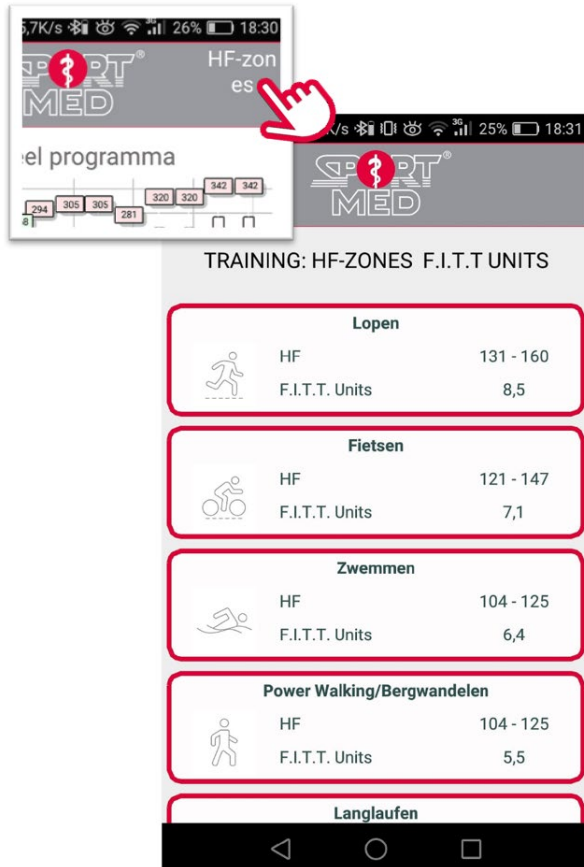 5,7K/s 3G 26% 18:30
SPORT®
MED
HF-zon
es
eel programma
294 305 305 281 320 320 342 342
K/s 3G 25% 18:31
SPORT®
MED
TRAINING: HF-ZONES F.I.T.T UNITS
Lopen
HF 131 - 160
F.I.T.T. Units 8,5
Fietsen
HF 121 - 147
F.I.T.T. Units 7,1
Zwemmen
HF 104 - 125
F.I.T.T. Units 6,4
Power Walking/Bergwandelen
HF 104 - 125
F.I.T.T. Units 5,5
Langlaufen